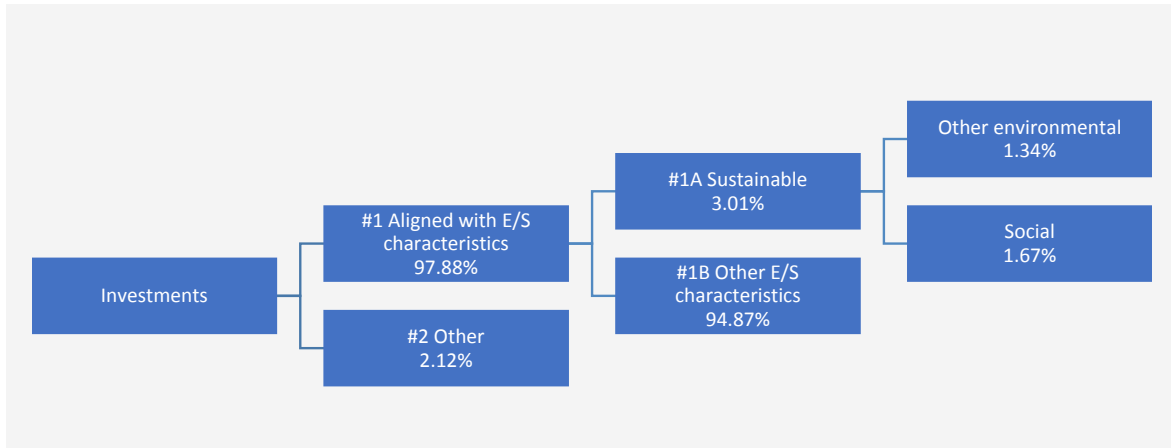 Other environmental
1.34%
#1A Sustainable
3.01%
#1 Aligned with E/S
characteristics
97.88%
Social
1.67%
Investments
#1B Other E/S
characteristics
94.87%
#2 Other
2.12%